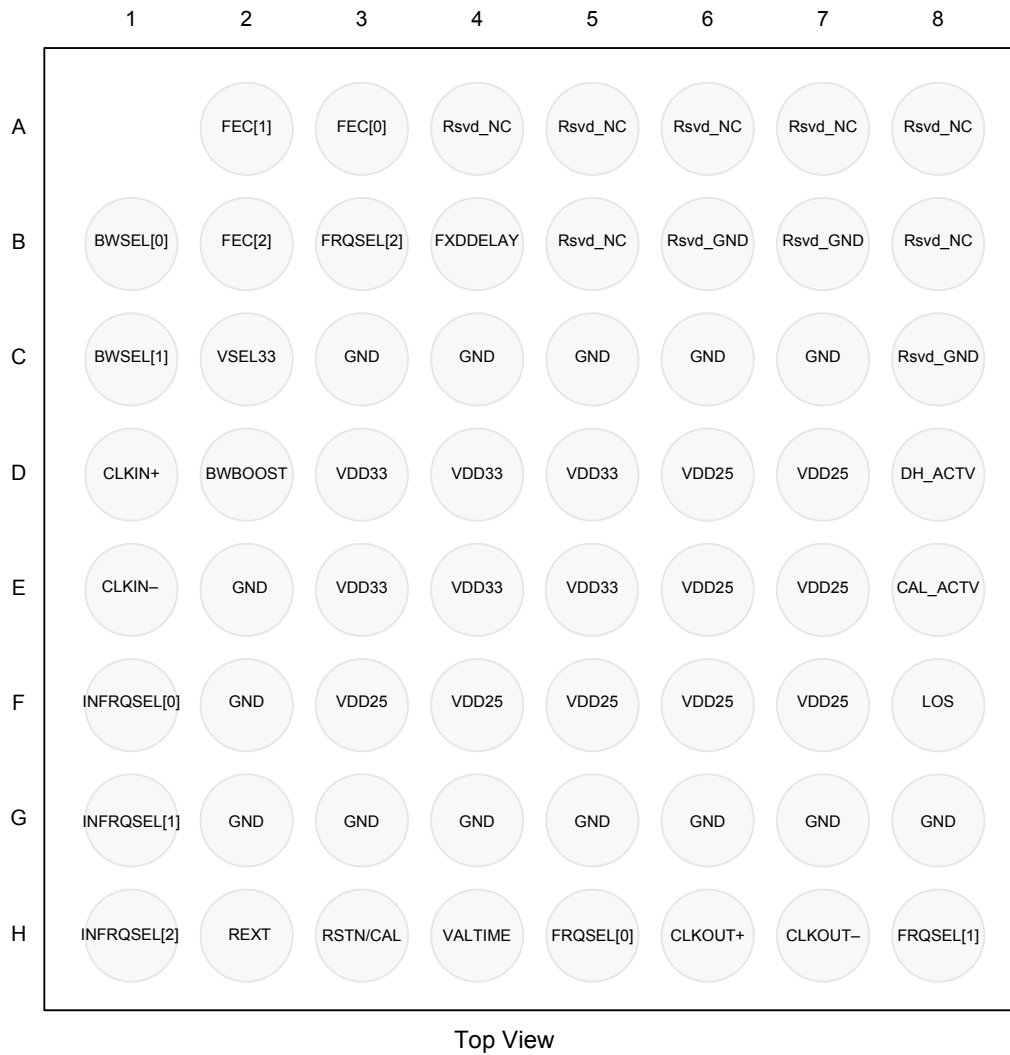 1 2 3 4 5 6 7 8
A FEC[1] FEC[0] Rsvd_NC Rsvd_NC Rsvd_NC Rsvd_NC Rsvd_NC
B BWSEL[0] FEC[2] FRQSEL[2] FXDDELAY Rsvd_NC Rsvd_GND Rsvd_GND Rsvd_NC
C BWSEL[1] VSEL33 GND GND GND GND GND Rsvd_GND
D CLKIN+ BWBOOST VDD33 VDD33 VDD33 VDD25 VDD25 DH_ACTV
E CLKIN– GND VDD33 VDD33 VDD33 VDD25 VDD25 CAL_ACTV
F INFRQSEL[0] GND VDD25 VDD25 VDD25 VDD25 VDD25 LOS
G INFRQSEL[1] GND GND GND GND GND GND GND
H INFRQSEL[2] REXT RSTN/CAL VALTIME FRQSEL[0] CLKOUT+ CLKOUT– FRQSEL[1]
Top View